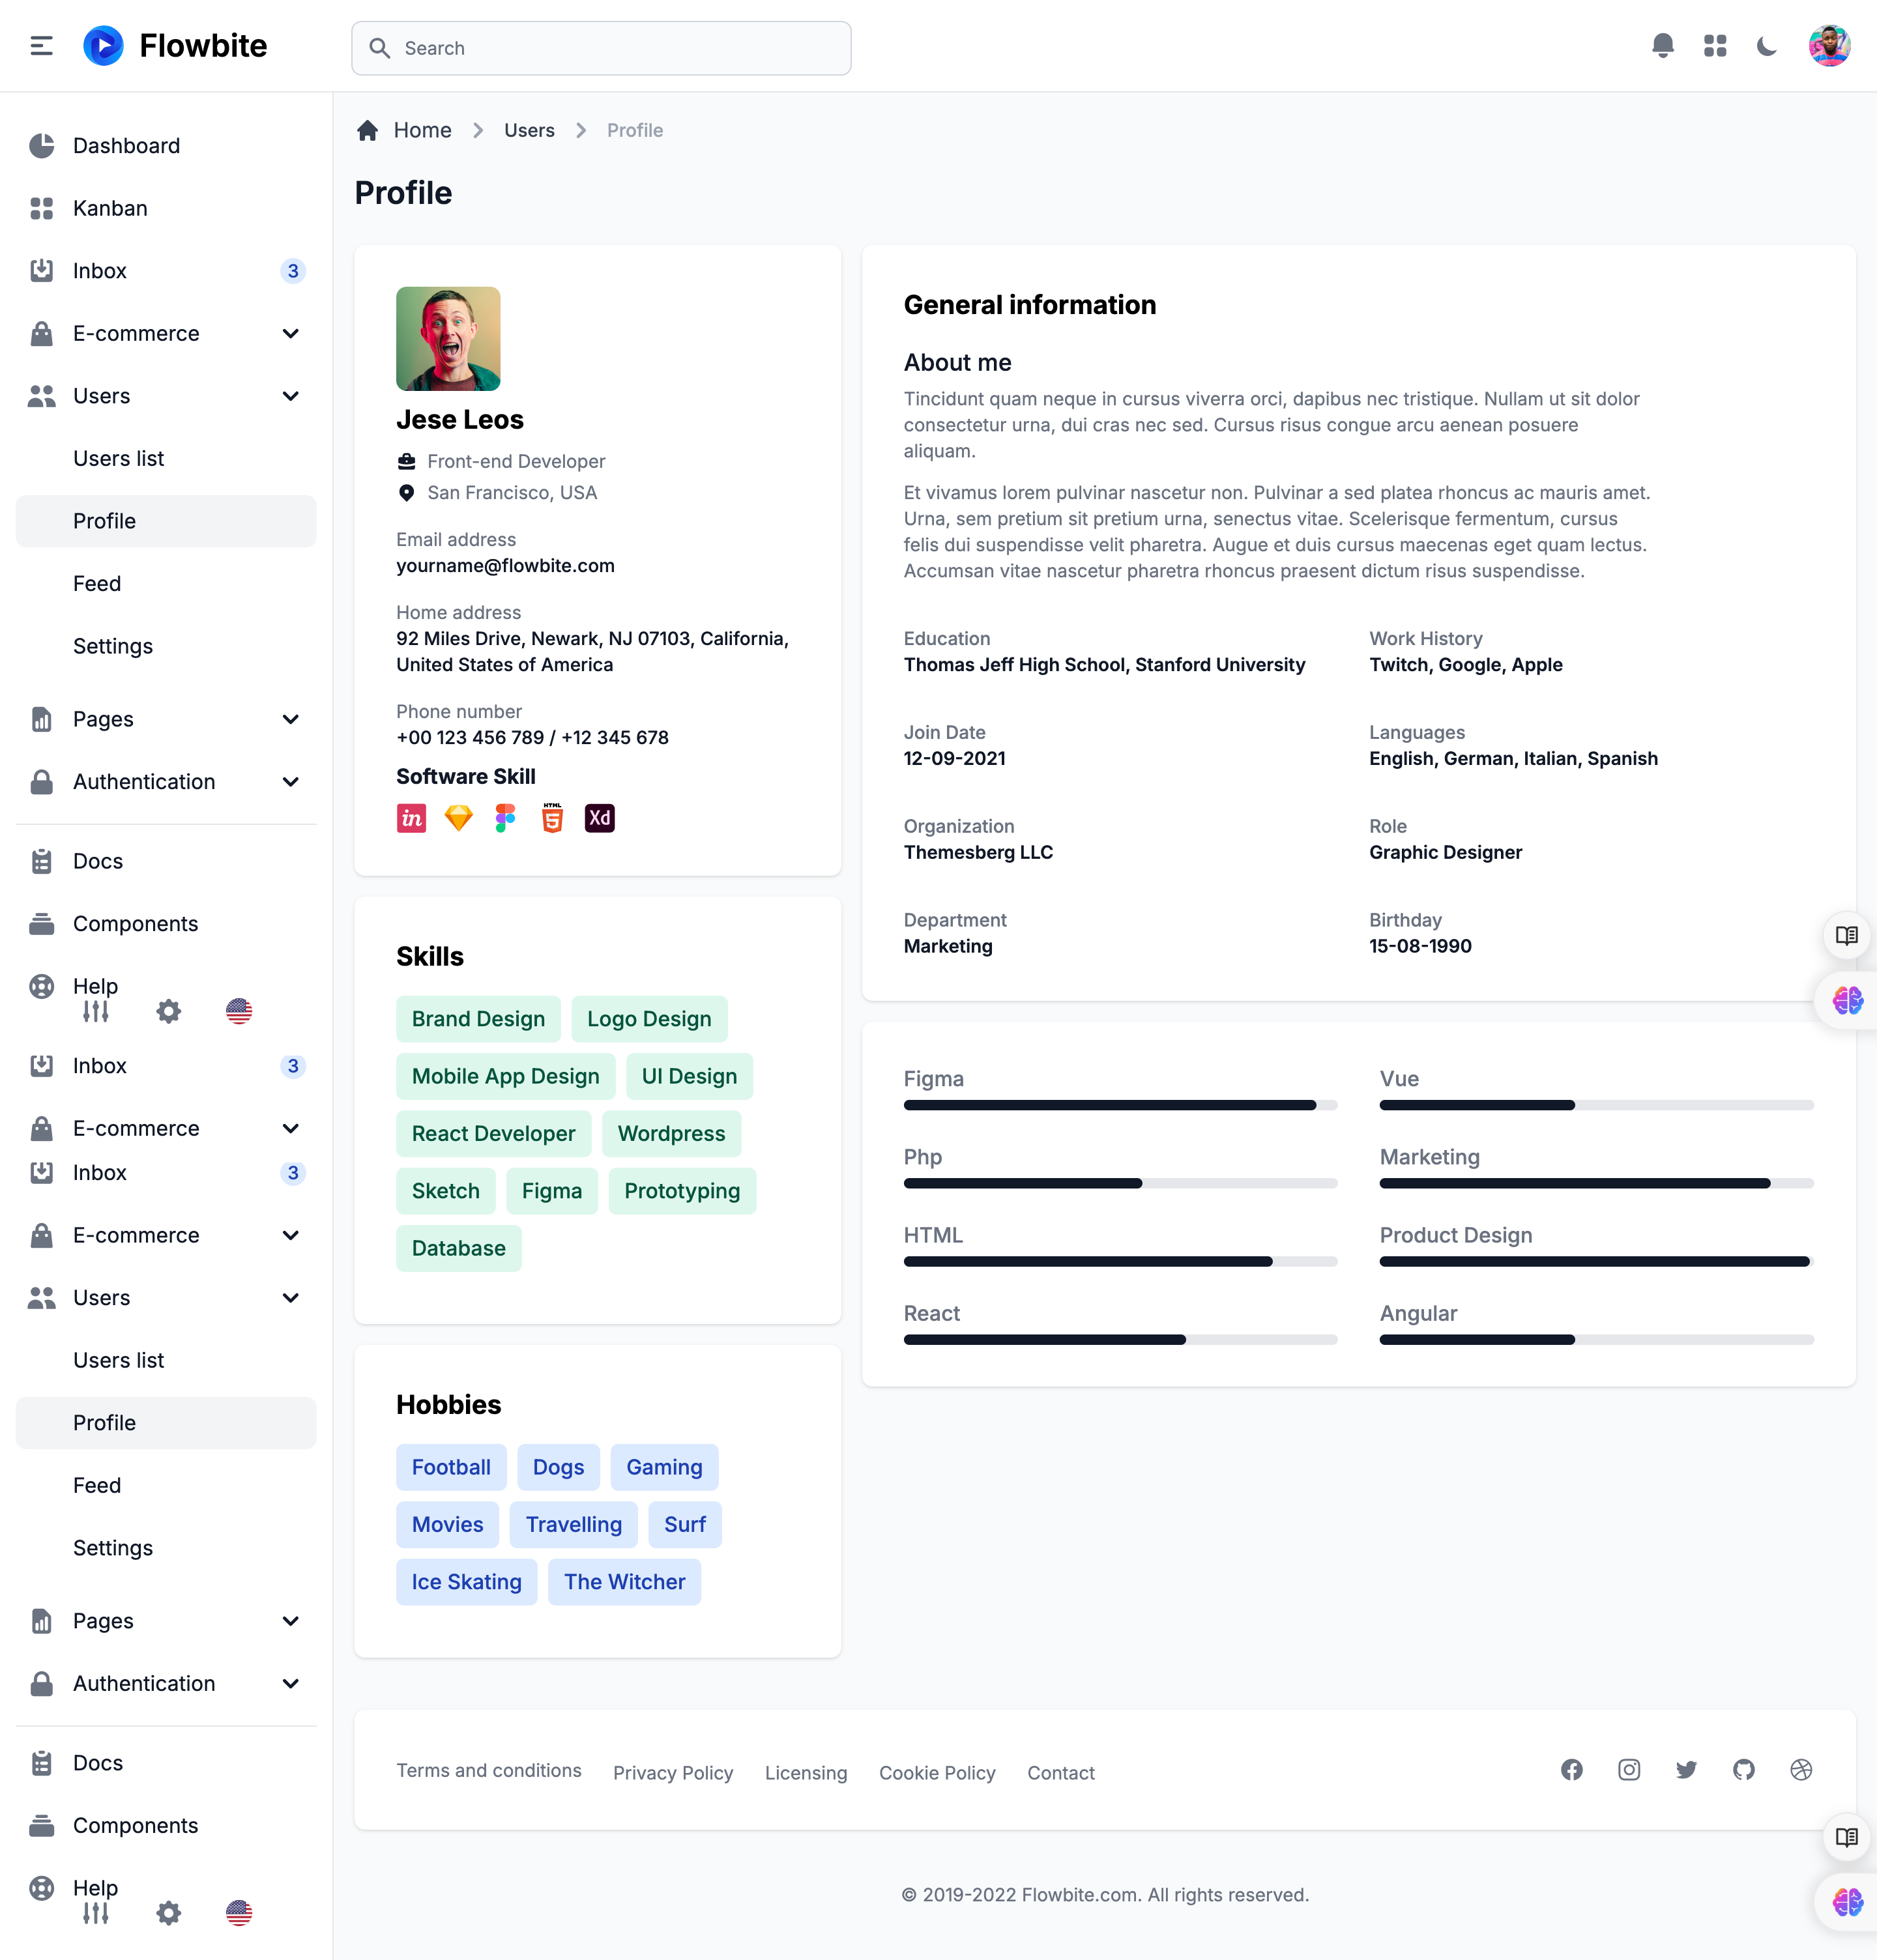 Flowbite
Search
Dashboard
Kanban
Inbox 3
E-commerce
Users
Users list
Profile
Feed
Settings
Pages
Authentication
Docs
Components
Help
Inbox 3
E-commerce
Inbox 3
E-commerce
Users
Users list
Profile
Feed
Settings
Pages
Authentication
Docs
Components
Help
Home Users Profile
Profile
Jese Leos
Front-end Developer
San Francisco, USA
Email address
yourname@flowbite.com
Home address
92 Miles Drive, Newark, NJ 07103, California,
United States of America
Phone number
+00 123 456 789 / +12 345 678
Software Skill
in HTML 5 Xd
Skills
Brand Design Logo Design
Mobile App Design UI Design
React Developer Wordpress
Sketch Figma Prototyping
Database
Hobbies
Football Dogs Gaming
Movies Travelling Surf
Ice Skating The Witcher
General information
About me
Tincidunt quam neque in cursus viverra orci, dapibus nec tristique. Nullam ut sit dolor
consectetur urna, dui cras nec sed. Cursus risus congue arcu aenean posuere
aliquam.
Et vivamus lorem pulvinar nascetur non. Pulvinar a sed platea rhoncus ac mauris amet.
Urna, sem pretium sit pretium urna, senectus vitae. Scelerisque fermentum, cursus
felis dui suspendisse velit pharetra. Augue et duis cursus maecenas eget quam lectus.
Accumsan vitae nascetur pharetra rhoncus praesent dictum risus suspendisse.
Education
Thomas Jeff High School, Stanford University
Work History
Twitch, Google, Apple
Join Date
12-09-2021
Languages
English, German, Italian, Spanish
Organization
Themesberg LLC
Role
Graphic Designer
Department
Marketing
Birthday
15-08-1990
Figma
Vue
Php
Marketing
HTML
Product Design
React
Angular
Terms and conditions Privacy Policy Licensing Cookie Policy Contact
© 2019-2022 Flowbite.com. All rights reserved.